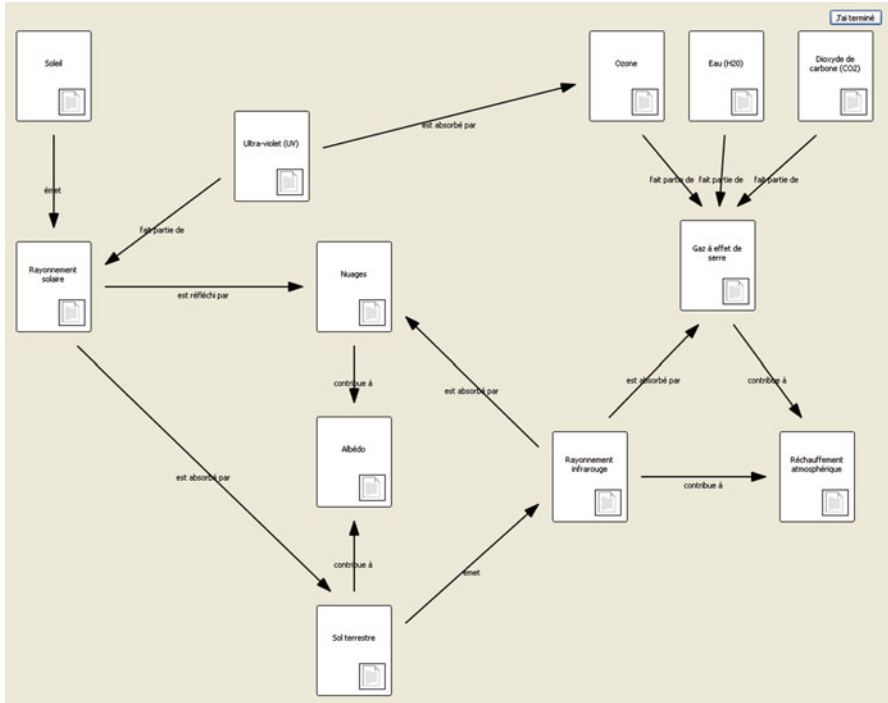 J'ai terminé
Soleil
Ozone
Eau (H20)
Dioxyde de
carbone (CO2)
Ultra-violet (UV)
est absorbé par
émet
fait partie de
fait partie de
fait partie de
fait partie de
Rayonnement
solaire
Nuages
Gaz à effet de
serre
est réfléchi par
contribue à
est absorbé par
est absorbé par
contribue à
Albédo
Rayonnement
infrarouge
Réchauffement
atmosphérique
est absorbé par
contribue à
contribue à
émet
Sol terrestre